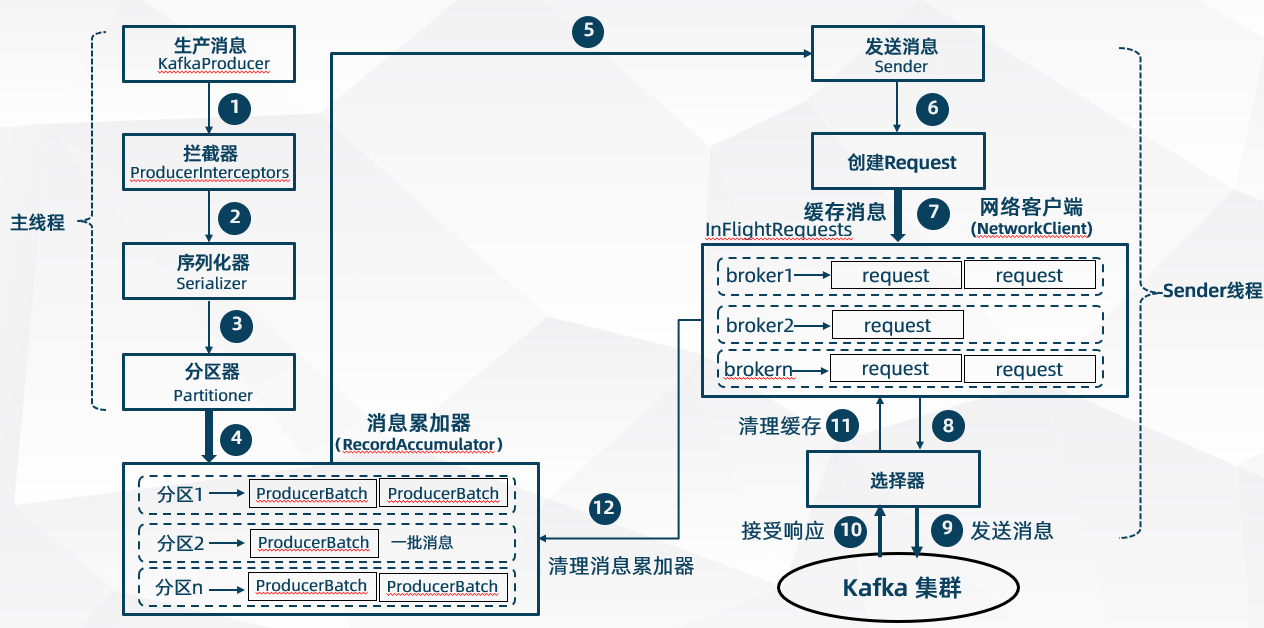 生产消息
KafkaProducer
1
拦截器
ProducerInterceptors
主线程
2
序列化器
Serializer
3
分区器
Partitioner
4
消息累加器
(RecordAccumulator)
分区1
ProducerBatch
ProducerBatch
分区2
ProducerBatch
一批消息
分区n
ProducerBatch
ProducerBatch
5
发送消息
Sender
6
创建Request
缓存消息
7
网络客户端
(NetworkClient)
InFlightRequests
broker1
request
request
broker2
request
brokern
request
request
Sender线程
清理缓存
11
8
选择器
接受响应
10
9
发送消息
Kafka 集群
12
清理消息累加器